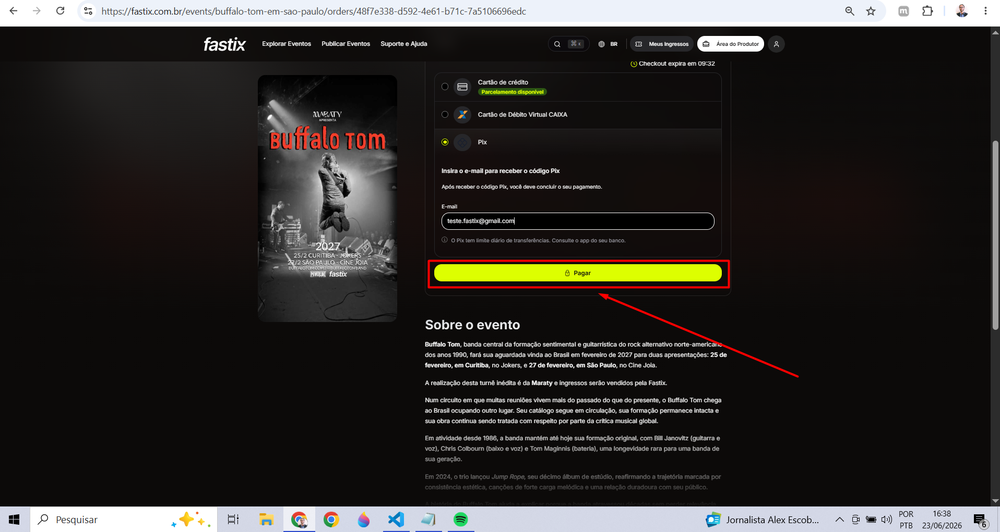 https://fastix.com.br/events/buffalo-tom-em-sao-paulo/orders/48f7e338-d592-4e61-b71c-7a5106696edc
m
fastix
Explorar Eventos
Publicar Eventos
Suporte e Ajuda
⌘ K
BR
Meus Ingressos
Área do Produtor
Checkout expira em 09:32
Cartão de crédito
Parcelamento disponível
Cartão de Débito Virtual CAIXA
Pix
Insira o e-mail para receber o código Pix
Após receber o código Pix, você deve concluir o seu pagamento.
E-mail
teste.fastix@gmail.com
O Pix tem limite diário de transferências. Consulte o app do seu banco.
Pagar
MARATY
APRESENTA
Buffalo Tom
2027
25/2 CURITIBA - JOKERS
27/2 SÃO PAULO - CINE JOIA
BUFFALOTOM.COM / @BUFFALOTOMBAND
fastix
Sobre o evento
Buffalo Tom, banda central da formação sentimental e guitarrística do rock alternativo norte-americano
dos anos 1990, fará sua aguardada vinda ao Brasil em fevereiro de 2027 para duas apresentações: 25 de
fevereiro, em Curitiba, no Jokers, e 27 de fevereiro, em São Paulo, no Cine Joia.
A realização desta turnê inédita é da Maraty e ingressos serão vendidos pela Fastix.
Num circuito em que muitas reuniões vivem mais do passado do que do presente, o Buffalo Tom chega
ao Brasil ocupando outro lugar. Seu catálogo segue em circulação, sua formação permanece intacta e
sua obra continua sendo tratada com respeito por parte da crítica musical global.
Em atividade desde 1986, a banda mantém até hoje sua formação original, com Bill Janovitz (guitarra e
voz), Chris Colbourn (baixo e voz) e Tom Maginnis (bateria), uma longevidade rara para uma banda de
sua geração.
Em 2024, o trio lançou Jump Rope, seu décimo álbum de estúdio, reafirmando a trajetória marcada por
consistência estética, canções de forte carga melódica e uma relação duradoura com seu público.
A história do Buffalo Tom ajuda a explicar porque a banda atravessou décadas sem perder relevância.
Pesquisar
Jornalista Alex Escob...
POR
PTB
16:38
23/06/2026
6